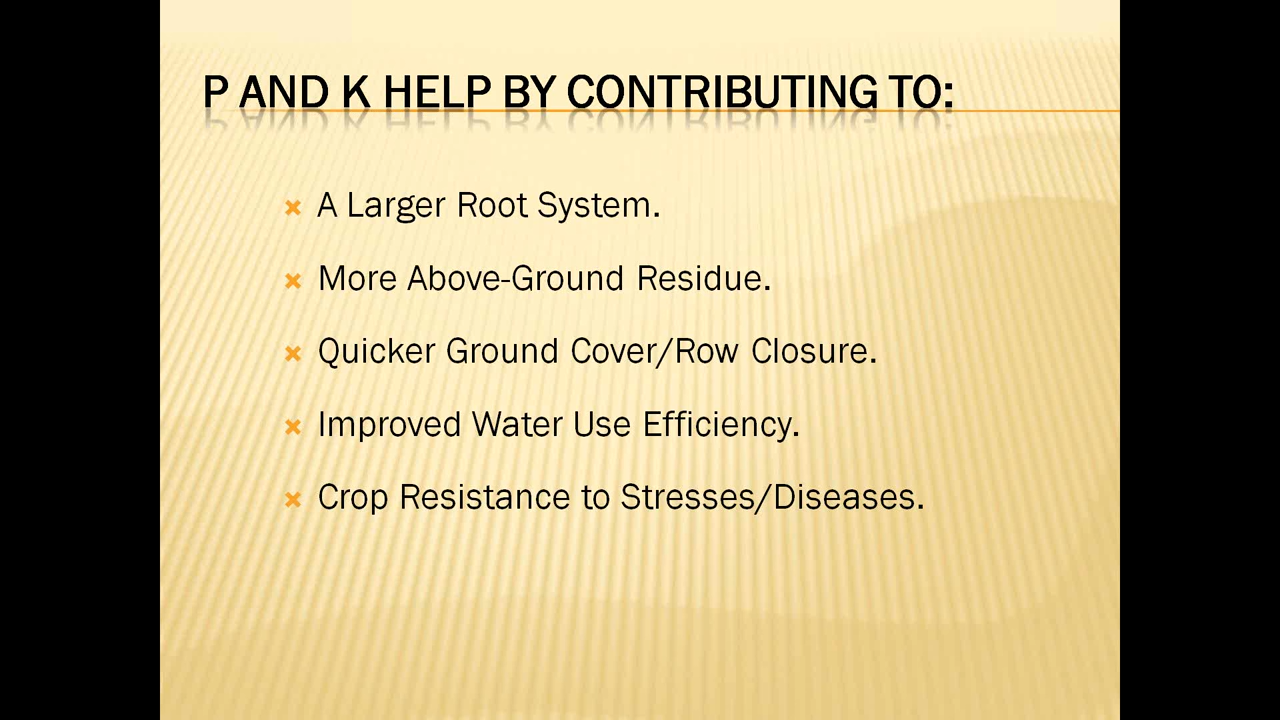 P AND K HELP BY CONTRIBUTING TO:
A Larger Root System.
More Above-Ground Residue.
Quicker Ground Cover/Row Closure.
Improved Water Use Efficiency.
Crop Resistance to Stresses/Diseases.